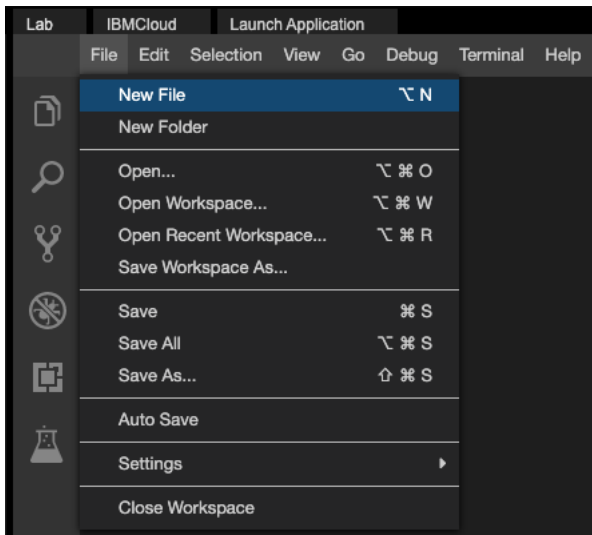 Lab IBMCloud Launch Application
File Edit Selection View Go Debug Terminal Help
New File ⌥ N
New Folder
Open... ⌥ ⌘ O
Open Workspace... ⌥ ⌘ W
Open Recent Workspace... ⌥ ⌘ R
Save Workspace As...
Save ⌘ S
Save All ⌥ ⌘ S
Save As... ⇧ ⌘ S
Auto Save
Settings
Close Workspace